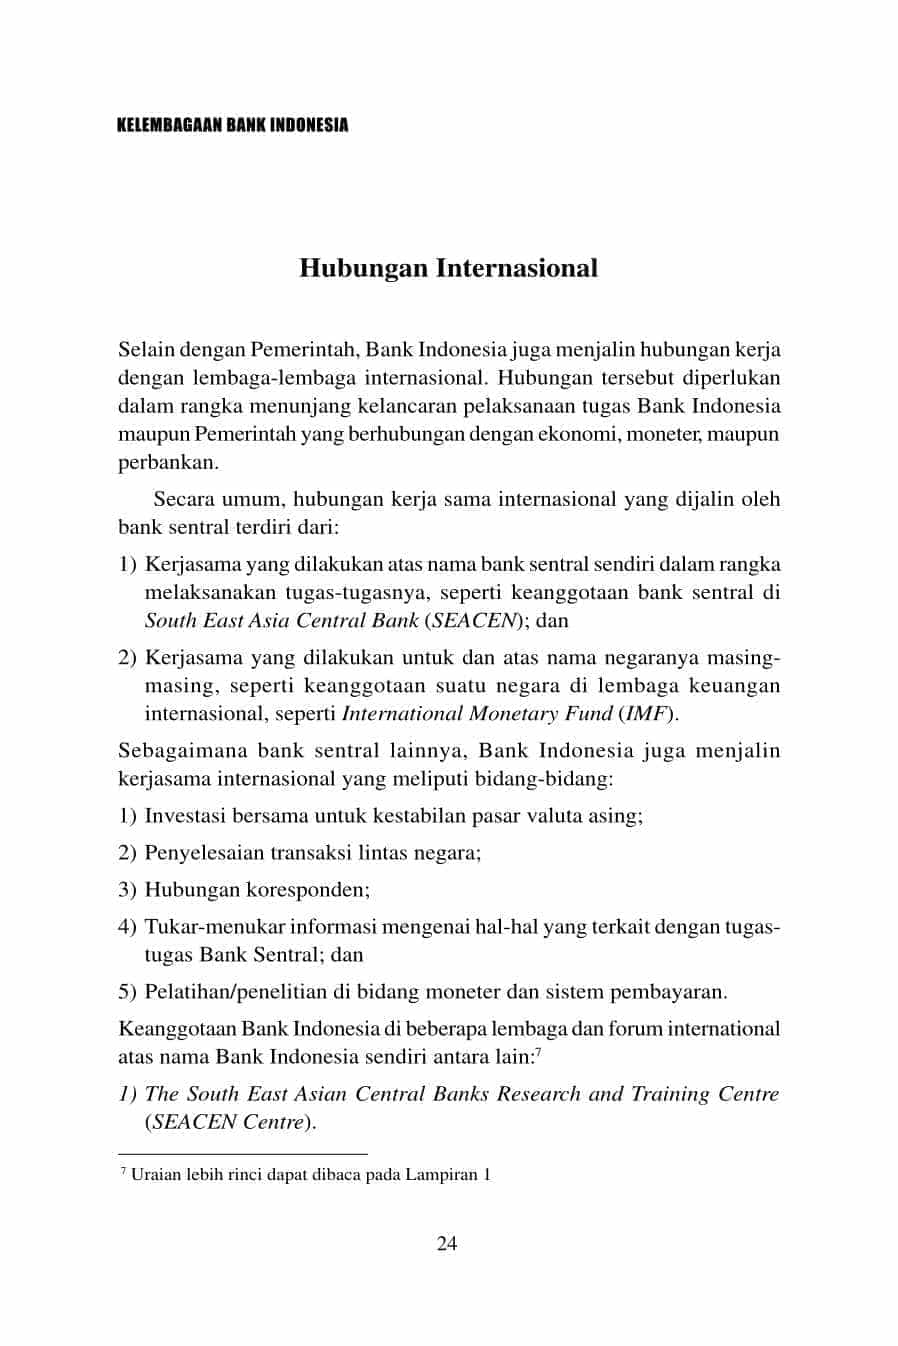 KELEMBAGAAN BANK INDONESIA
Hubungan Internasional
Selain dengan Pemerintah, Bank Indonesia juga menjalin hubungan kerja
dengan lembaga-lembaga internasional. Hubungan tersebut diperlukan
dalam rangka menunjang kelancaran pelaksanaan tugas Bank Indonesia
maupun Pemerintah yang berhubungan dengan ekonomi, moneter, maupun
perbankan.
Secara umum, hubungan kerja sama internasional yang dijalin oleh
bank sentral terdiri dari:
1) Kerjasama yang dilakukan atas nama bank sentral sendiri dalam rangka
melaksanakan tugas-tugasnya, seperti keanggotaan bank sentral di
South East Asia Central Bank (SEACEN); dan
2) Kerjasama yang dilakukan untuk dan atas nama negaranya masing-
masing, seperti keanggotaan suatu negara di lembaga keuangan
internasional, seperti International Monetary Fund (IMF).
Sebagaimana bank sentral lainnya, Bank Indonesia juga menjalin
kerjasama internasional yang meliputi bidang-bidang:
1) Investasi bersama untuk kestabilan pasar valuta asing;
2) Penyelesaian transaksi lintas negara;
3) Hubungan koresponden;
4) Tukar-menukar informasi mengenai hal-hal yang terkait dengan tugas-
tugas Bank Sentral; dan
5) Pelatihan/penelitian di bidang moneter dan sistem pembayaran.
Keanggotaan Bank Indonesia di beberapa lembaga dan forum international
atas nama Bank Indonesia sendiri antara lain:7
1) The South East Asian Central Banks Research and Training Centre
(SEACEN Centre).
7 Uraian lebih rinci dapat dibaca pada Lampiran 1
24